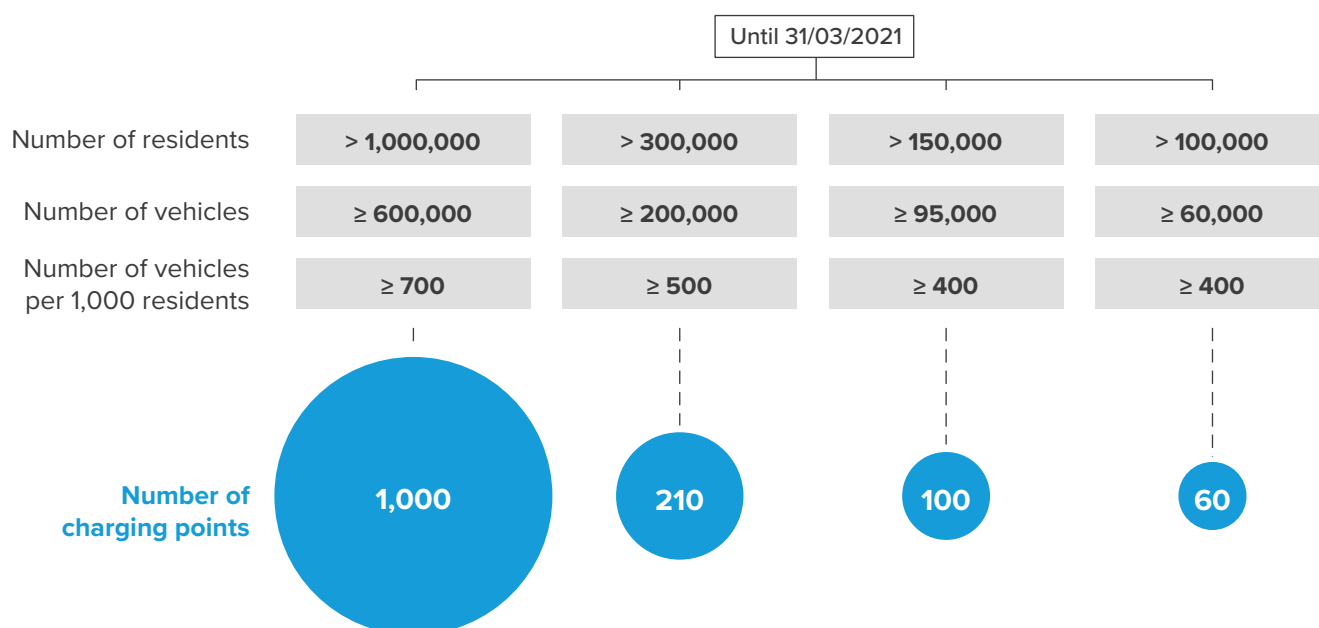 Until 31/03/2021
Number of residents
> 1,000,000
> 300,000
> 150,000
> 100,000
Number of vehicles
≥ 600,000
≥ 200,000
≥ 95,000
≥ 60,000
Number of vehicles
per 1,000 residents
≥ 700
≥ 500
≥ 400
≥ 400
Number of
charging points
1,000
210
100
60